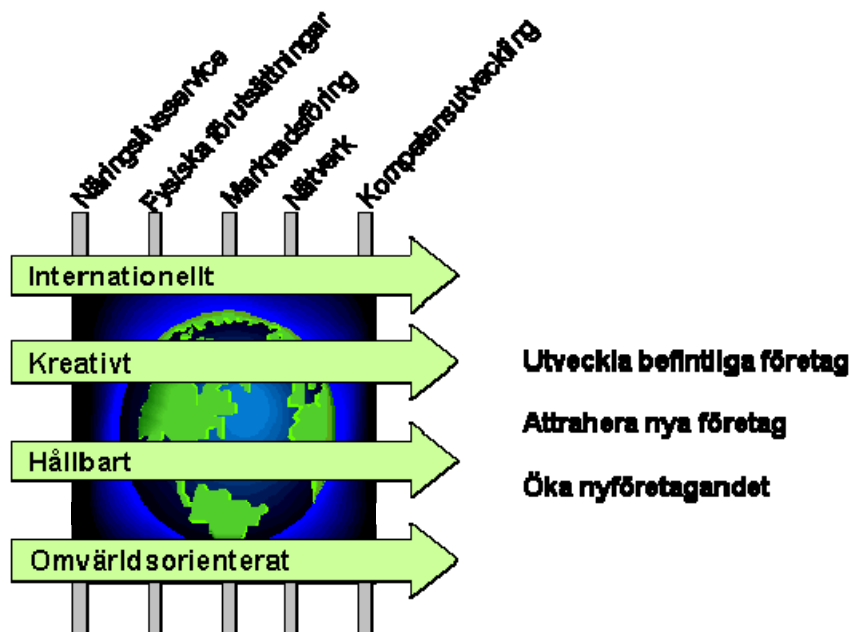 Näringslivsservice
Fysiska förutsättningar
Marknadsföring
Nätverk
Kompetensutveckling
Internationellt
Kreativt
Hållbart
Omvärldsorienterat
Utveckla befintliga företag
Attrahera nya företag
Öka nyföretagandet